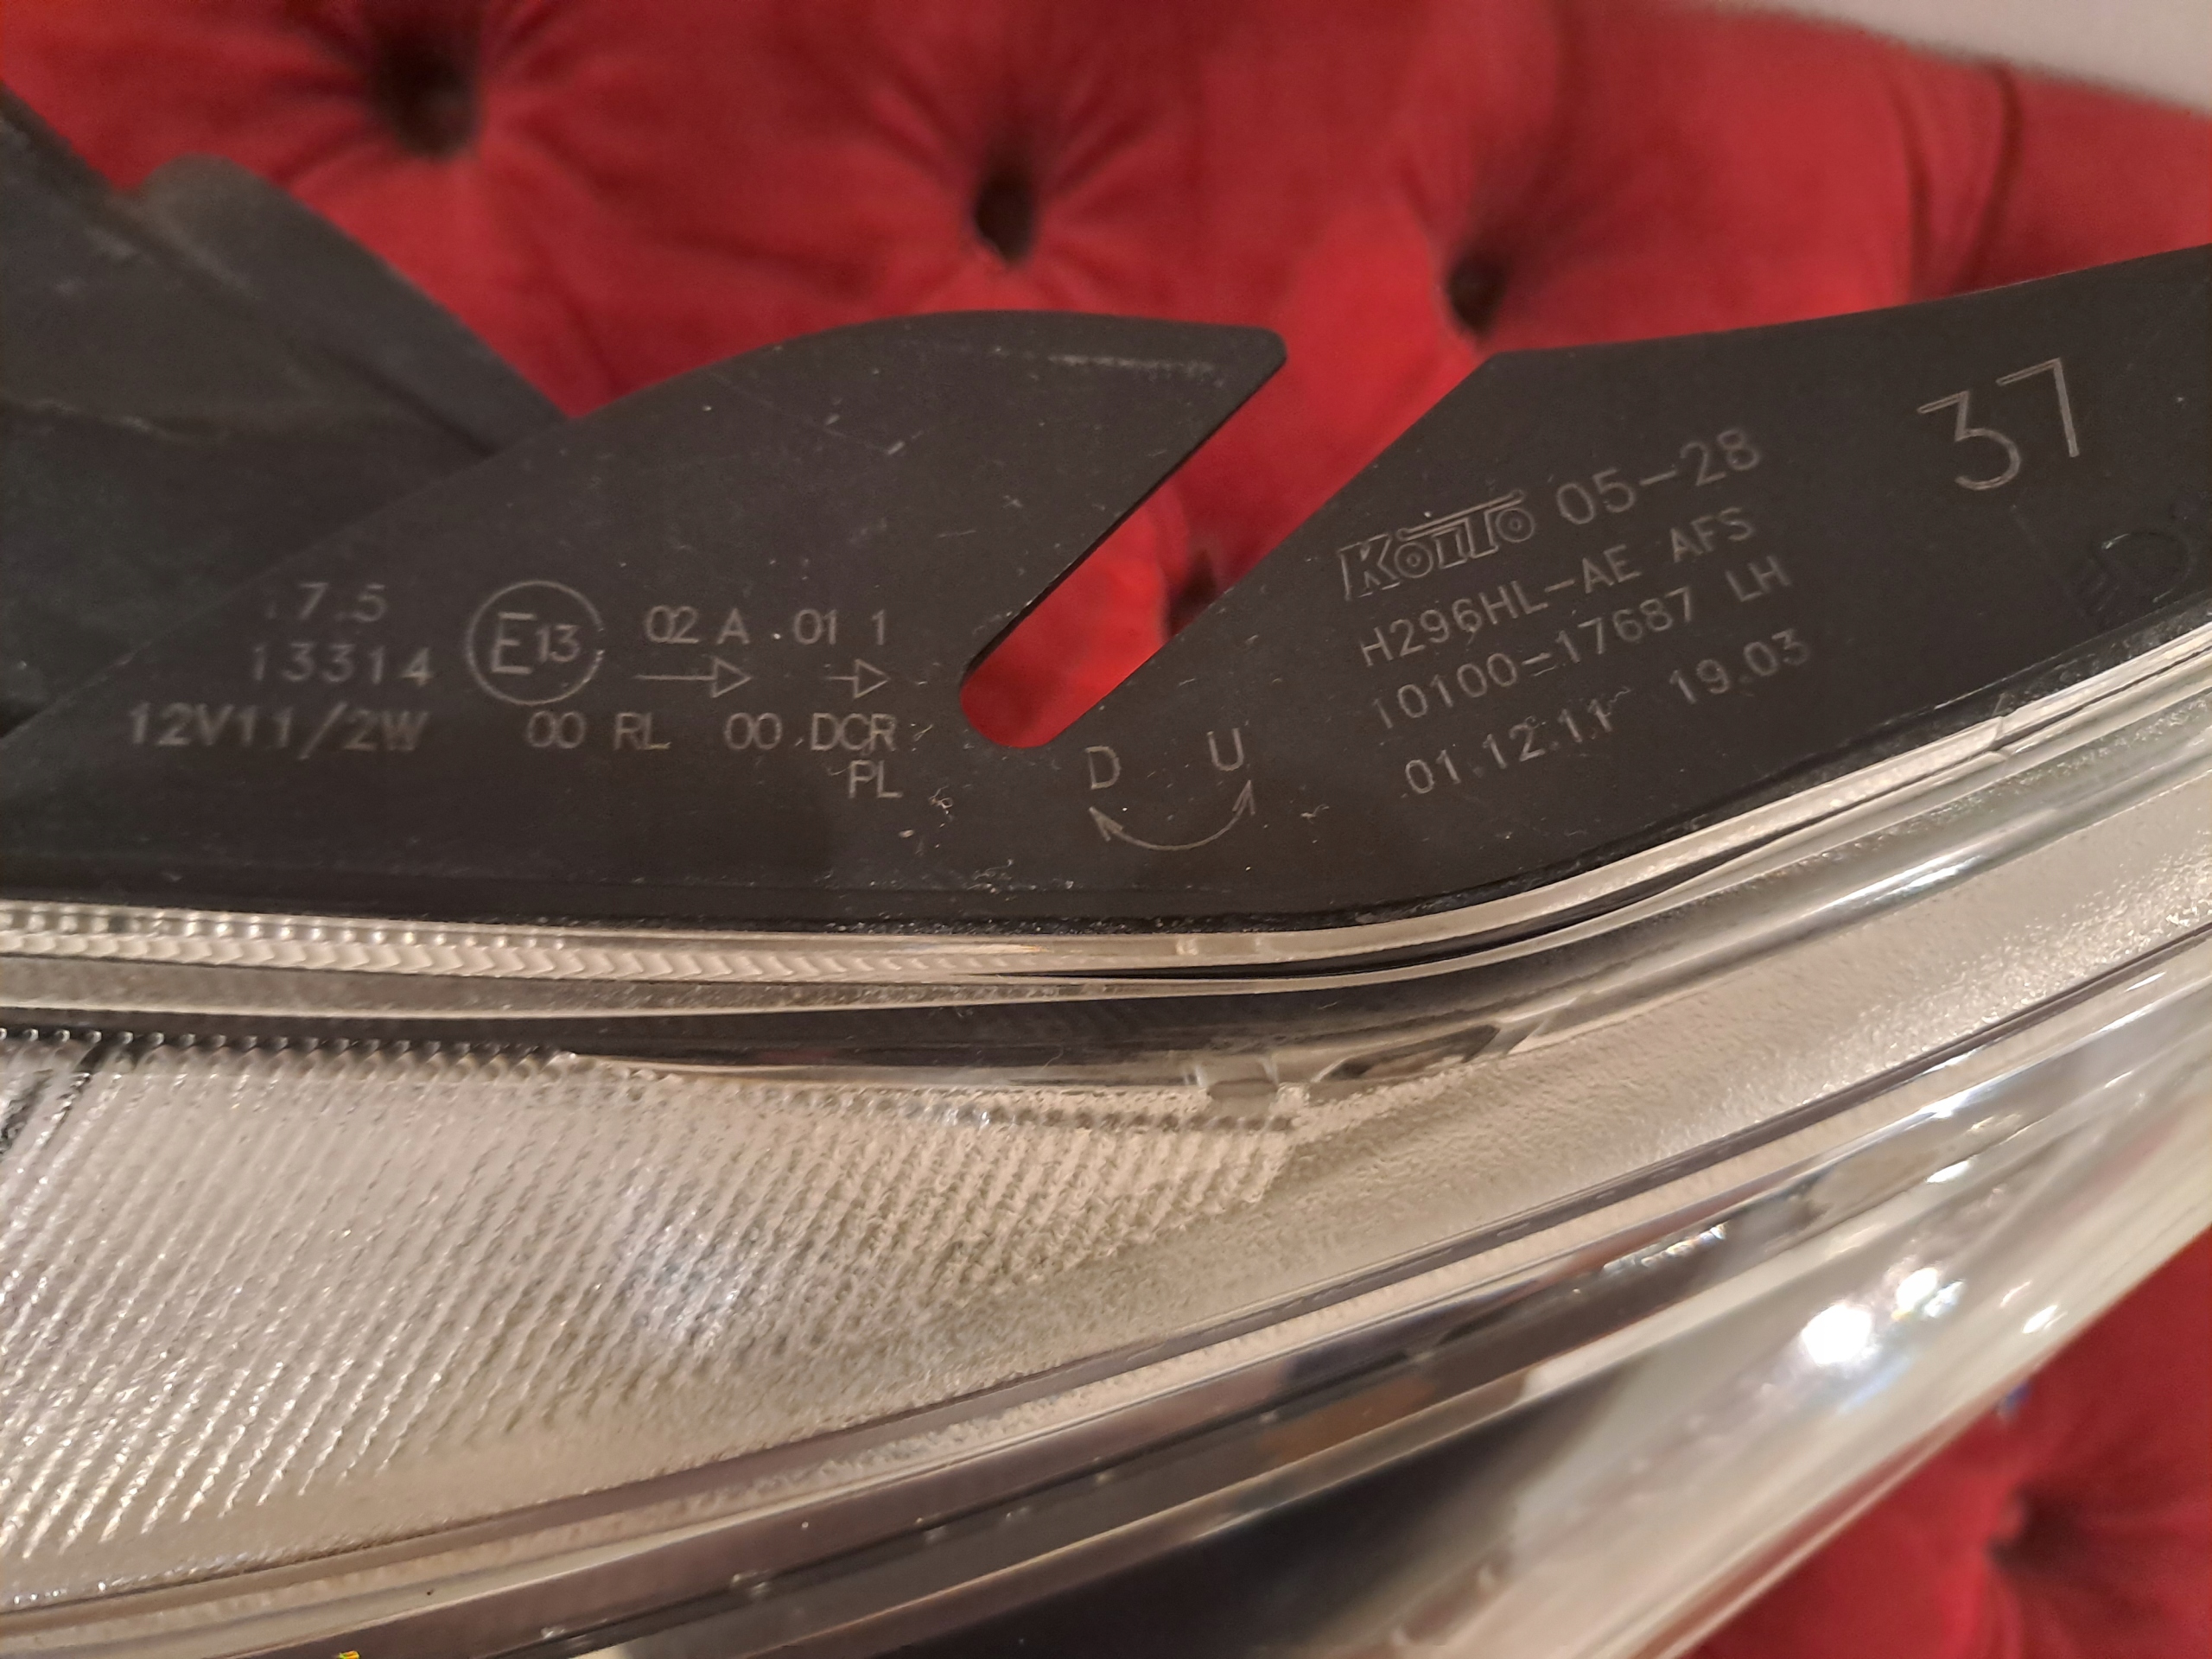 17.5
13314
12V11/2W
E13
02 A .01 1
00 RL 00 DCR
PL
D U
KOITO 05-28
H296HL-AE AFS
10100-17687 LH
01.12.11 19.03
37